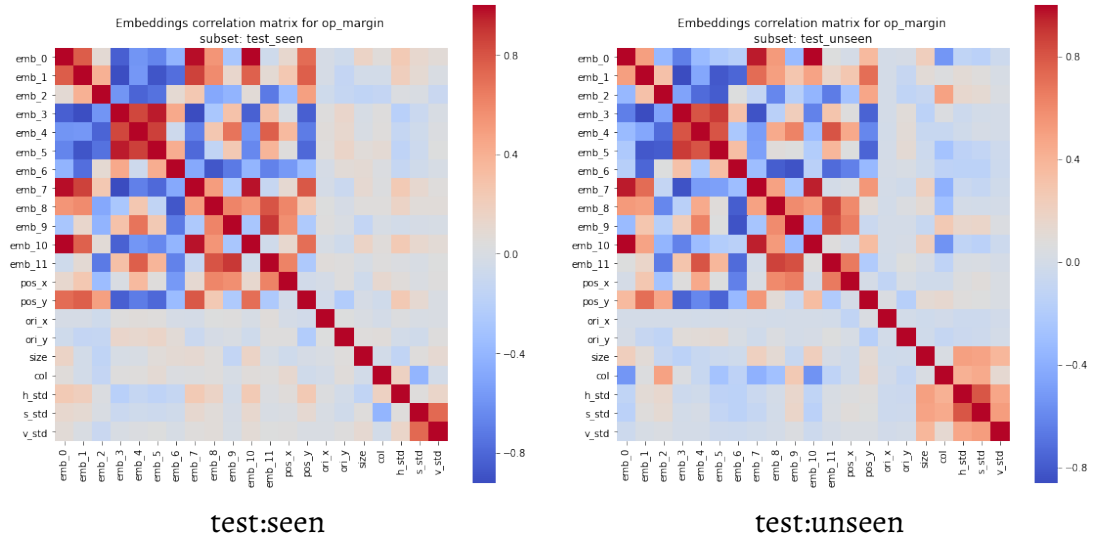 Embeddings correlation matrix for op_margin
subset: test_seen
emb_0
emb_1
emb_2
emb_3
emb_4
emb_5
emb_6
emb_7
emb_8
emb_9
emb_10
emb_11
pos_x
pos_y
ori_x
ori_y
size
col
h_std
s_std
v_std
emb_0 emb_1 emb_2 emb_3 emb_4 emb_5 emb_6 emb_7 emb_8 emb_9 emb_10 emb_11 pos_x pos_y ori_x ori_y size col h_std s_std v_std
0.8
0.4
0.0
−0.4
−0.8
test:seen
Embeddings correlation matrix for op_margin
subset: test_unseen
emb_0
emb_1
emb_2
emb_3
emb_4
emb_5
emb_6
emb_7
emb_8
emb_9
emb_10
emb_11
pos_x
pos_y
ori_x
ori_y
size
col
h_std
s_std
v_std
emb_0 emb_1 emb_2 emb_3 emb_4 emb_5 emb_6 emb_7 emb_8 emb_9 emb_10 emb_11 pos_x pos_y ori_x ori_y size col h_std s_std v_std
0.8
0.4
0.0
−0.4
−0.8
test:unseen